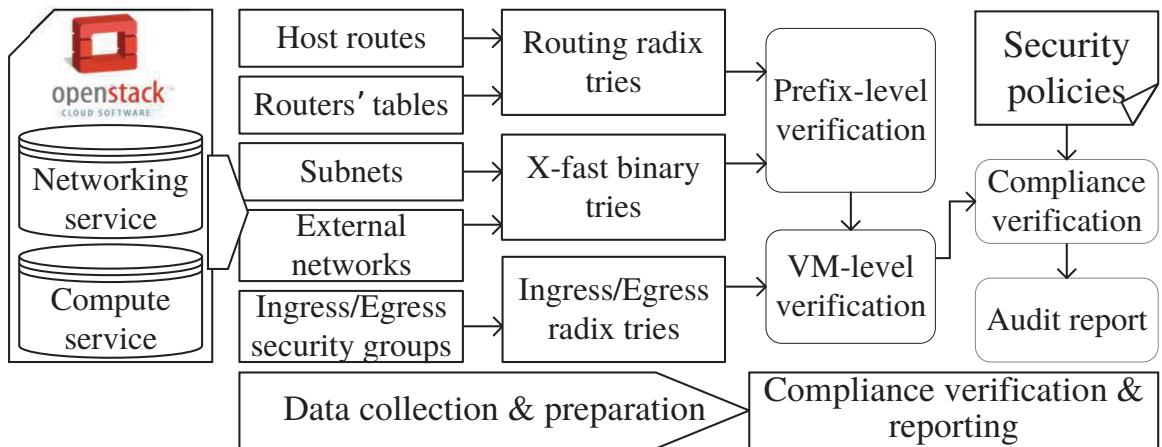 openstack™
CLOUD SOFTWARE
Networking
service
Compute
service
Host routes
Routers' tables
Subnets
External
networks
Ingress/Egress
security groups
Routing radix
tries
X-fast binary
tries
Ingress/Egress
radix tries
Prefix-level
verification
VM-level
verification
Security
policies
Compliance
verification
Audit report
Data collection & preparation
Compliance verification &
reporting